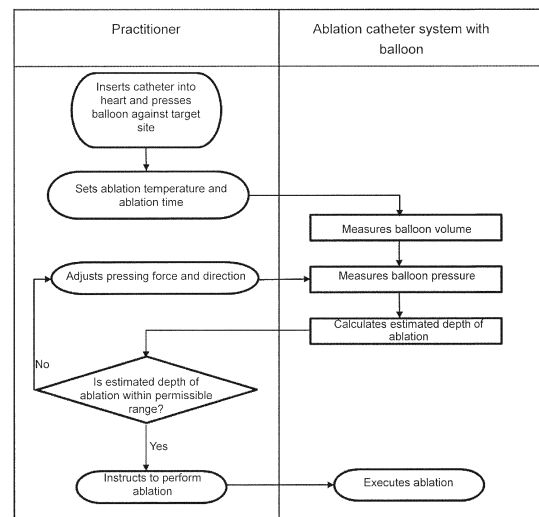 Practitioner
Ablation catheter system with
balloon
Inserts catheter into
heart and presses
balloon against target
site
Sets ablation temperature and
ablation time
Measures balloon volume
Adjusts pressing force and direction
Measures balloon pressure
Calculates estimated depth of
ablation
No
Is estimated depth of
ablation within permissible
range?
Yes
Instructs to perform
ablation
Executes ablation